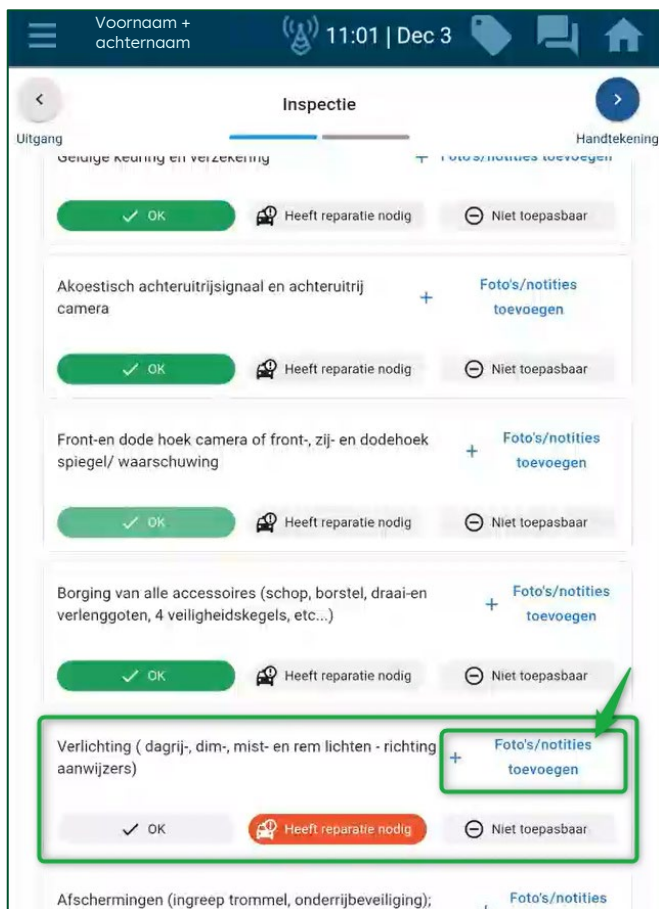 Voornaam +
achternaam
11:01 | Dec 3
Inspectie
Uitgang
Handtekening
Geldige keuring en verzekering
+ Foto's/notities toevoegen
OK
Heeft reparatie nodig
Niet toepasbaar
Akoestisch achteruitrijsignaal en achteruitrij
camera
+ Foto's/notities
toevoegen
OK
Heeft reparatie nodig
Niet toepasbaar
Front-en dode hoek camera of front-, zij- en dodehoek
spiegel/ waarschuwing
+ Foto's/notities
toevoegen
OK
Heeft reparatie nodig
Niet toepasbaar
Borging van alle accessoires (schop, borstel, draai-en
verlenggoten, 4 veiligheidskegels, etc...)
+ Foto's/notities
toevoegen
OK
Heeft reparatie nodig
Niet toepasbaar
Verlichting ( dagrij-, dim-, mist- en rem lichten - richting
aanwijzers)
+ Foto's/notities
toevoegen
OK
Heeft reparatie nodig
Niet toepasbaar
Afschermingen (ingreep trommel, onderrijbeveiliging);
Foto's/notities